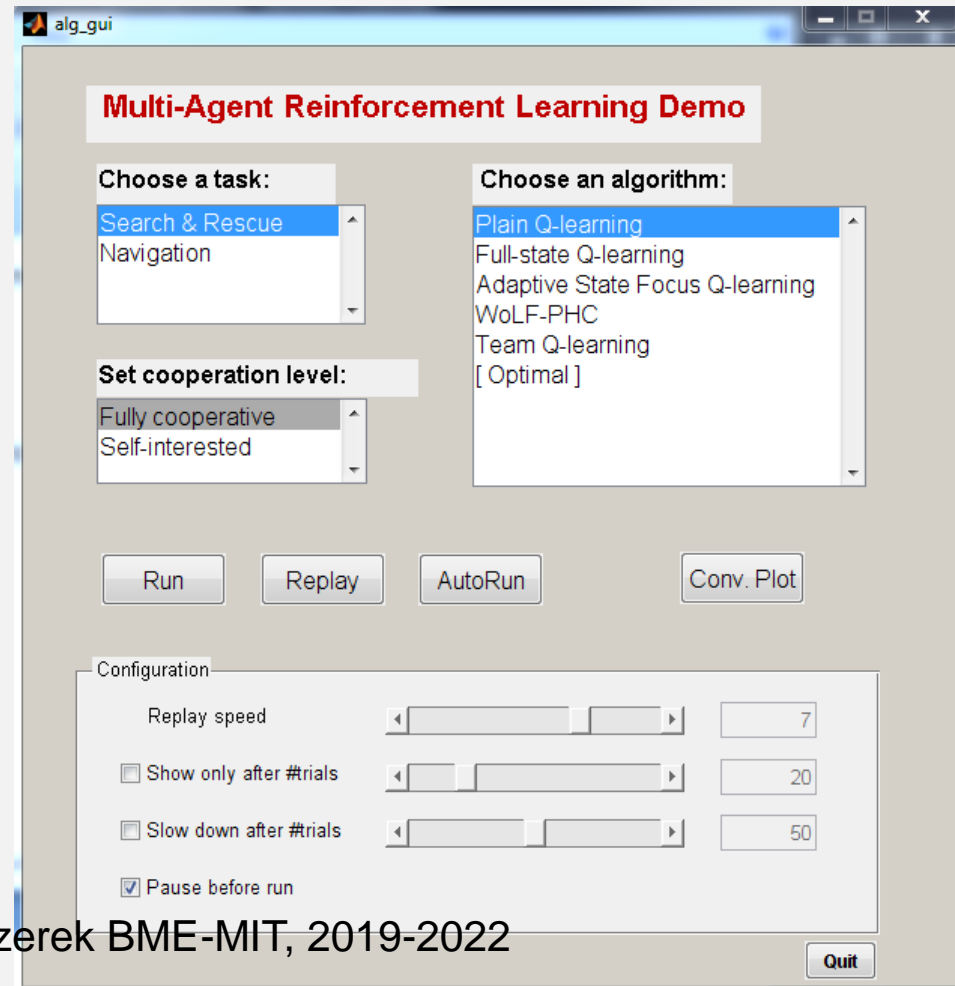 alg_gui
Multi-Agent Reinforcement Learning Demo
Choose a task:
Search & Rescue
Navigation
Choose an algorithm:
Plain Q-learning
Full-state Q-learning
Adaptive State Focus Q-learning
WoLF-PHC
Team Q-learning
[ Optimal ]
Set cooperation level:
Fully cooperative
Self-interested
Run Replay AutoRun Conv. Plot
Configuration
Replay speed 7
Show only after #trials 20
Slow down after #trials 50
Pause before run
zerek BME-MIT, 2019-2022
Quit